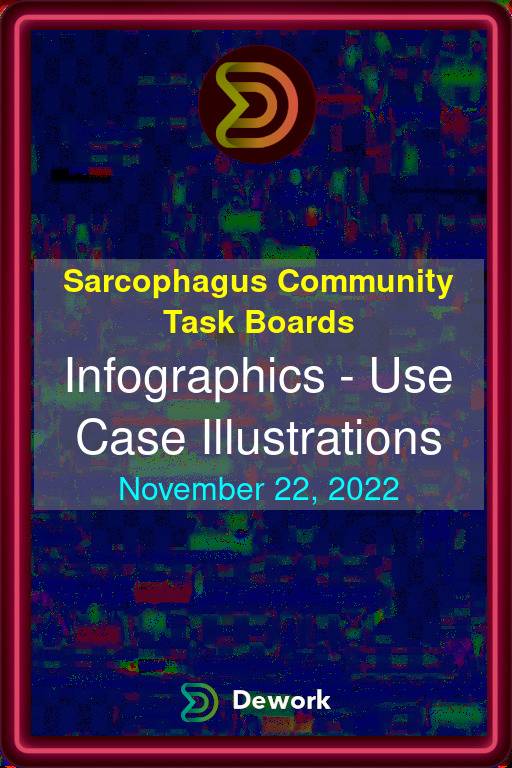 Sarcophagus Community
Task Boards
Infographics - Use
Case Illustrations
November 22, 2022
Dework